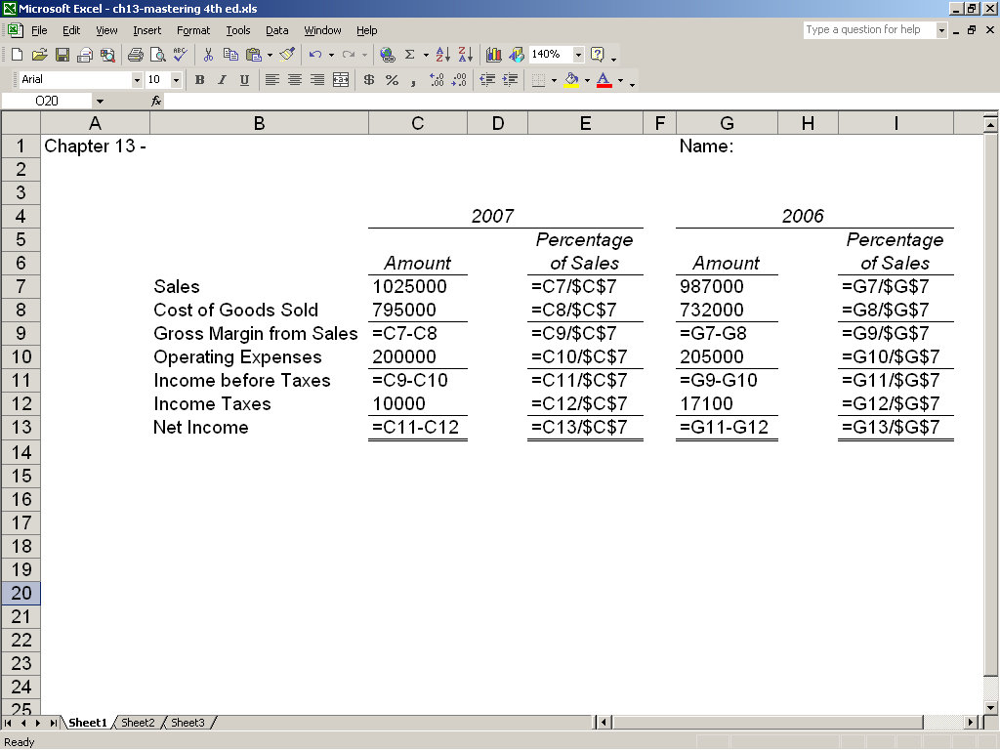 Microsoft Excel - ch13-mastering 4th ed.xls
File Edit View Insert Format Tools Data Window Help Type a question for help
140%
Arial 10 B I U $ % ,
O20 fx
A B C D E F G H I
1 Chapter 13 - Name:
2
3
4 2007 2006
5 Percentage Percentage
6 Amount of Sales Amount of Sales
7 Sales 1025000 =C7/$C$7 987000 =G7/$G$7
8 Cost of Goods Sold 795000 =C8/$C$7 732000 =G8/$G$7
9 Gross Margin from Sales =C7-C8 =C9/$C$7 =G7-G8 =G9/$G$7
10 Operating Expenses 200000 =C10/$C$7 205000 =G10/$G$7
11 Income before Taxes =C9-C10 =C11/$C$7 =G9-G10 =G11/$G$7
12 Income Taxes 10000 =C12/$C$7 17100 =G12/$G$7
13 Net Income =C11-C12 =C13/$C$7 =G11-G12 =G13/$G$7
14
15
16
17
18
19
20
21
22
23
24
25
Sheet1 Sheet2 Sheet3
Ready